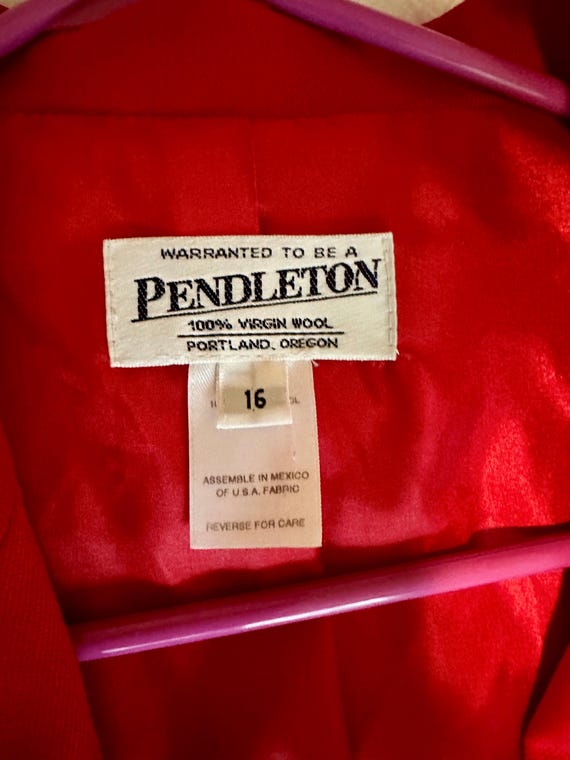 WARRANTED TO BE A
PENDLETON
100% VIRGIN WOOL
PORTLAND, OREGON
16
ASSEMBLE IN MEXICO
OF U.S.A. FABRIC
REVERSE FOR CARE